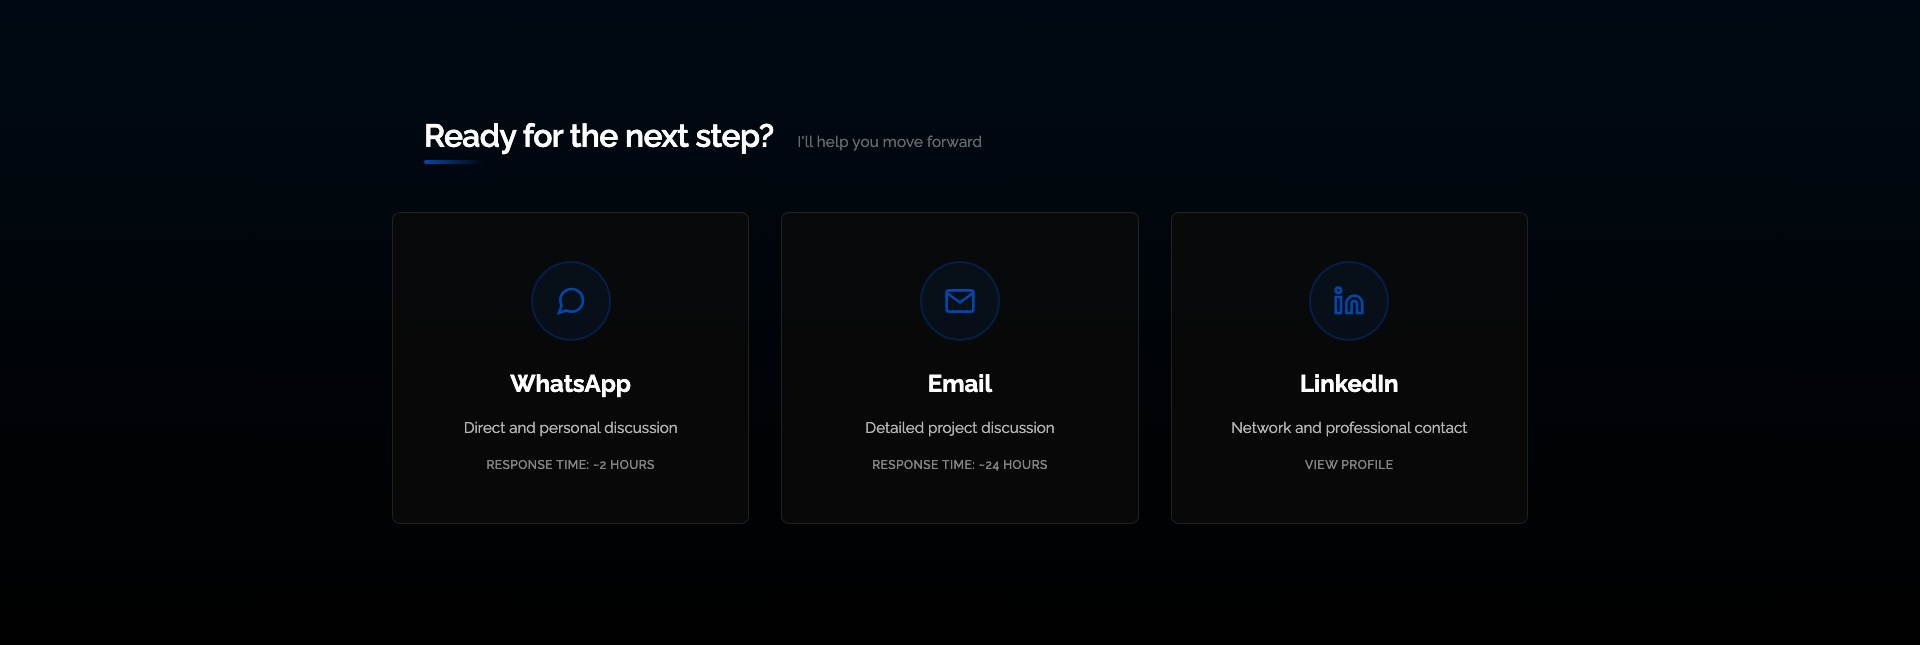 Ready for the next step?
I'll help you move forward
WhatsApp
Direct and personal discussion
RESPONSE TIME: ~2 HOURS
Email
Detailed project discussion
RESPONSE TIME: ~24 HOURS
LinkedIn
Network and professional contact
VIEW PROFILE